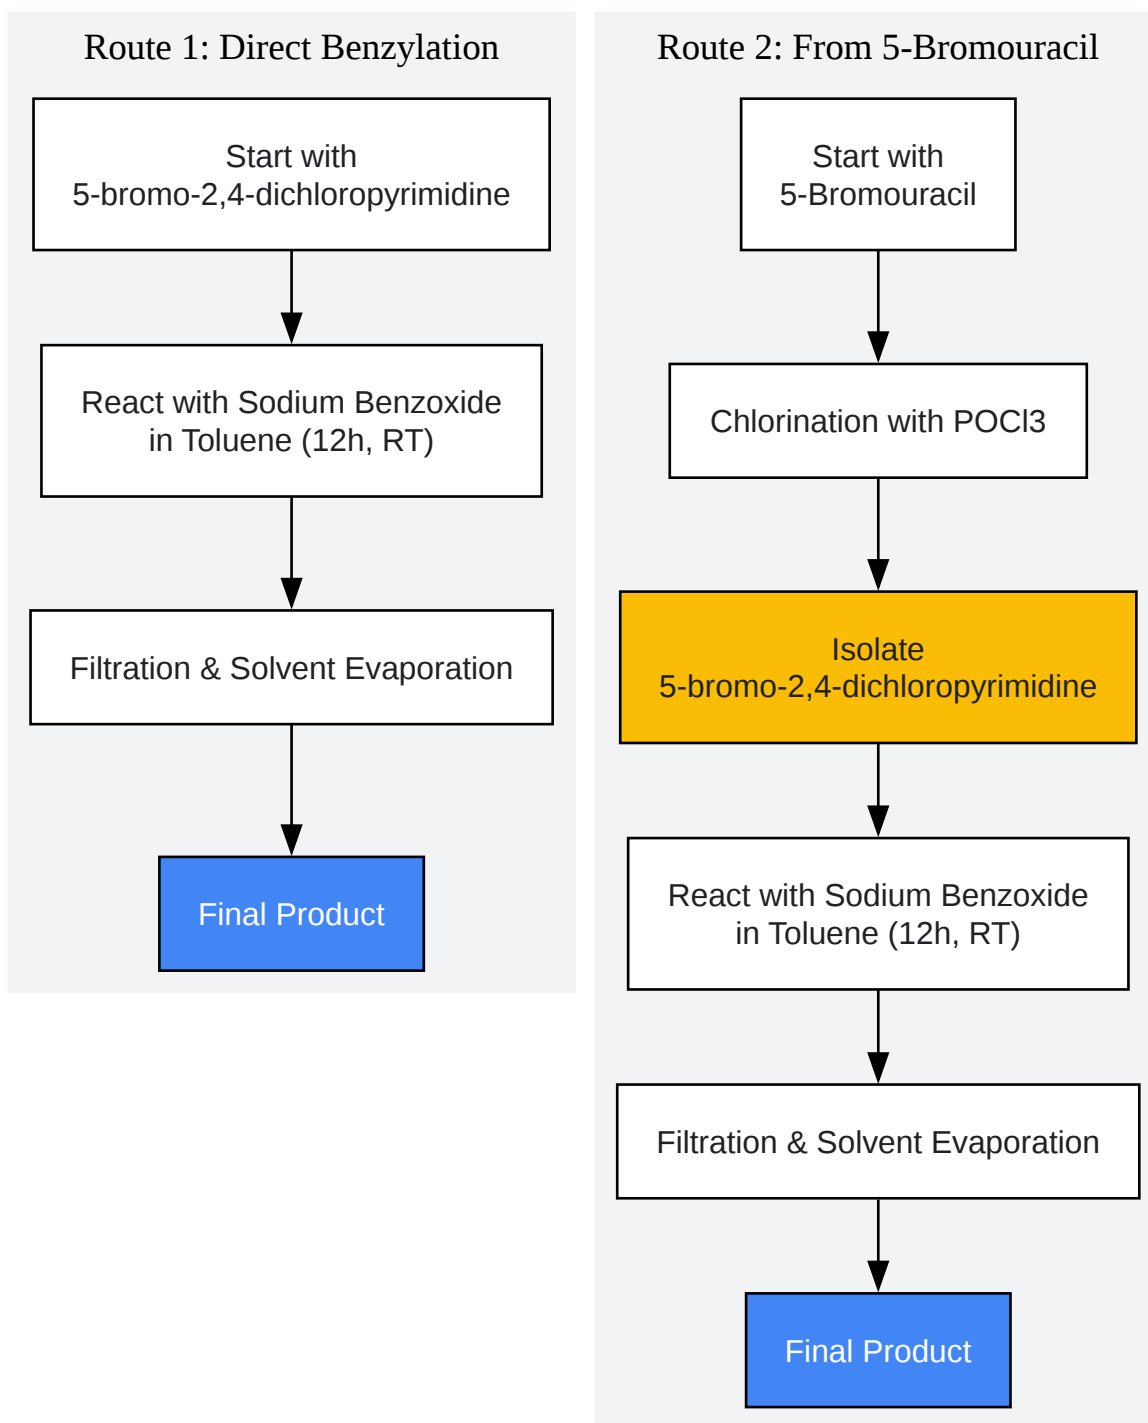 Route 1: Direct Benzylation
Start with
5-bromo-2,4-dichloropyrimidine
React with Sodium Benzoxide
in Toluene (12h, RT)
Filtration & Solvent Evaporation
Final Product
Route 2: From 5-Bromouracil
Start with
5-Bromouracil
Chlorination with POCl3
Isolate
5-bromo-2,4-dichloropyrimidine
React with Sodium Benzoxide
in Toluene (12h, RT)
Filtration & Solvent Evaporation
Final Product